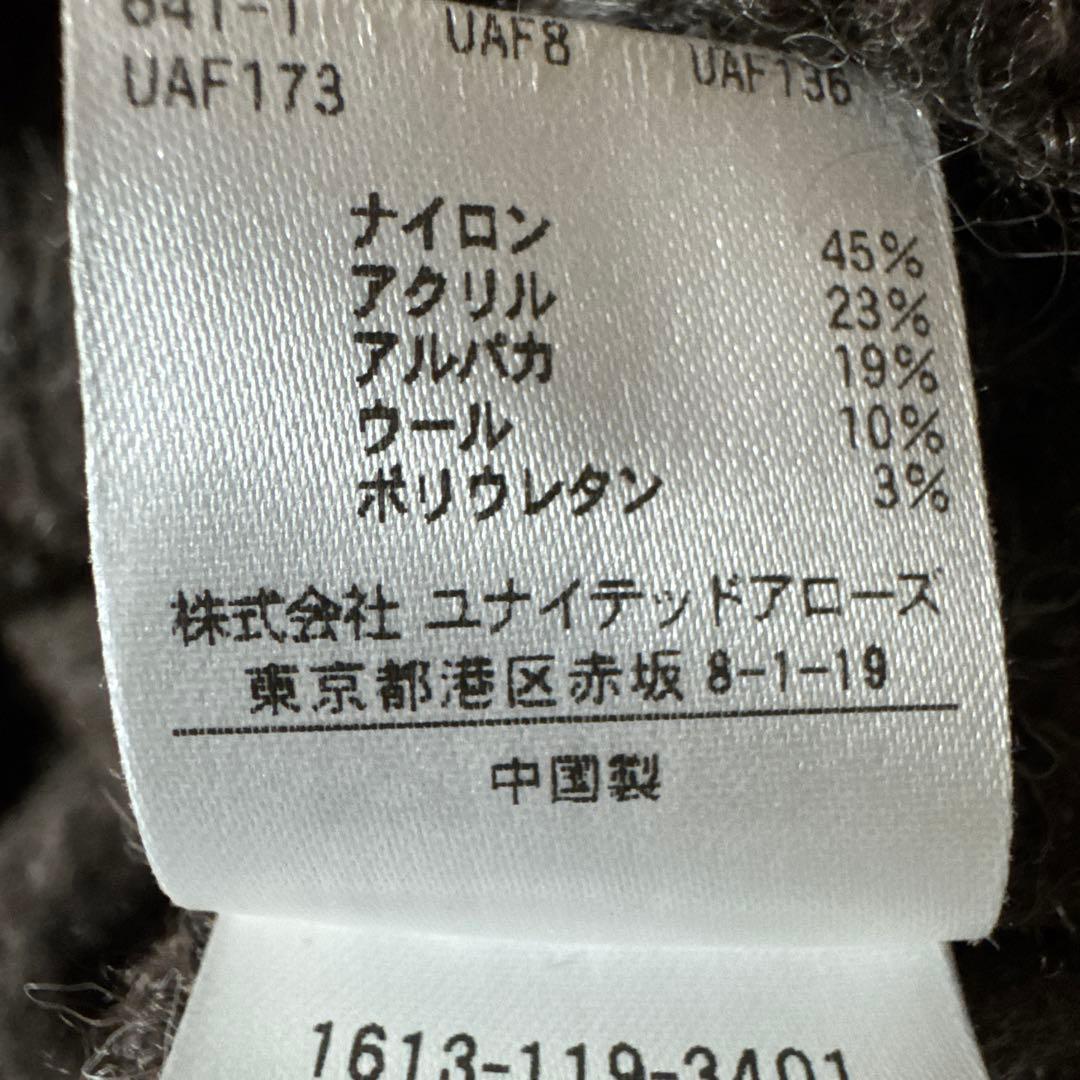 641-1
UAF8
UAF173
UAF136
ナイロン 45%
アクリル 23%
アルパカ 19%
ウール 10%
ポリウレタン 3%
株式会社 ユナイテッドアローズ
東京都港区赤坂 8-1-19
中国製
1613-119-3401